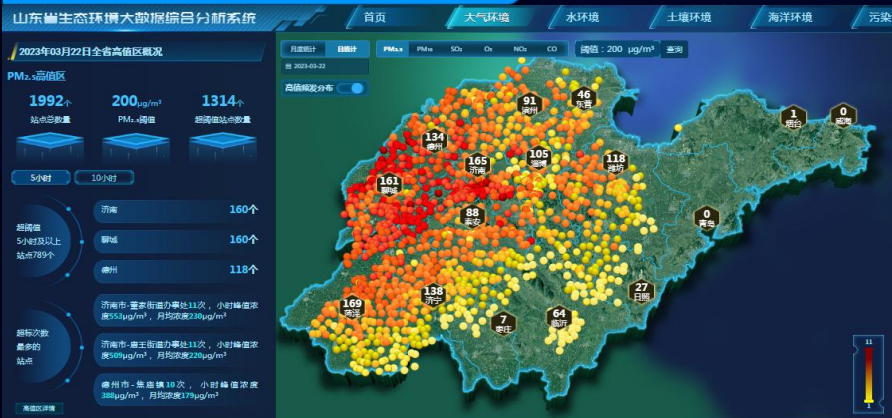 山东省生态环境大数据综合分析系统
首页
大气环境
水环境
土壤环境
海洋环境
污染
2023年03月22日全省高值区概况
PM₂.₅高值区
1992个
200μg/m³
1314个
站点总数量
PM₂.₅阈值
超阈值站点数量
5小时
10小时
超阈值
5小时及以上
站点789个
济南 160个
聊城 160个
德州 118个
超标次数
最多的
站点
济南市-董家街道办事处11次，小时峰值浓
度553μg/m³，月均浓度230μg/m³
济南市-唐王街道办事处11次，小时峰值浓
度509μg/m³，月均浓度220μg/m³
德州市-焦庙镇10次，小时峰值浓度
388μg/m³，月均浓度179μg/m³
高值区详情
月度统计
日统计
PM₂.₅
PM₁₀
SO₂
O₃
NO₂
CO
阈值：200 μg/m³
查询
2023-03-22
高值频发分布
91
滨州
46
东营
134
德州
165
济南
105
淄博
118
潍坊
1
烟台
0
威海
161
聊城
88
泰安
0
青岛
169
菏泽
138
济宁
7
枣庄
64
临沂
27
日照
11
1